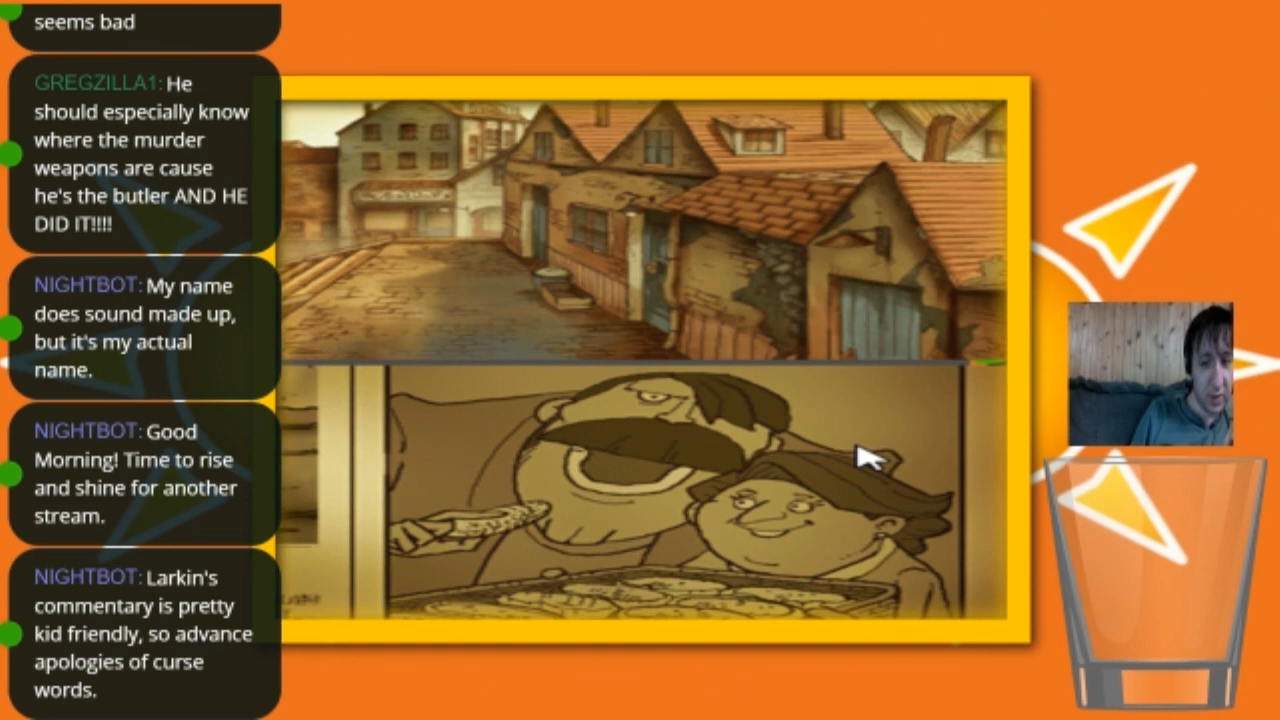 seems bad
GREGZILLA1: He
should especially know
where the murder
weapons are cause
he's the butler AND HE
DID IT!!!!
NIGHTBOT: My name
does sound made up,
but it's my actual
name.
NIGHTBOT: Good
Morning! Time to rise
and shine for another
stream.
NIGHTBOT: Larkin's
commentary is pretty
kid friendly, so advance
apologies of curse
words.